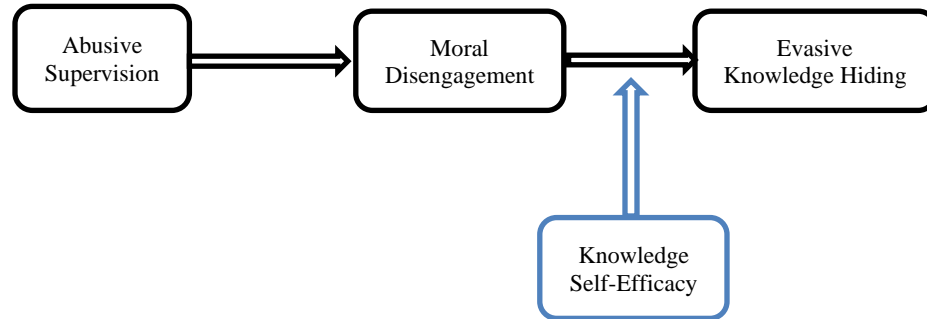 Abusive
Supervision
Moral
Disengagement
Evasive
Knowledge Hiding
Knowledge
Self-Efficacy